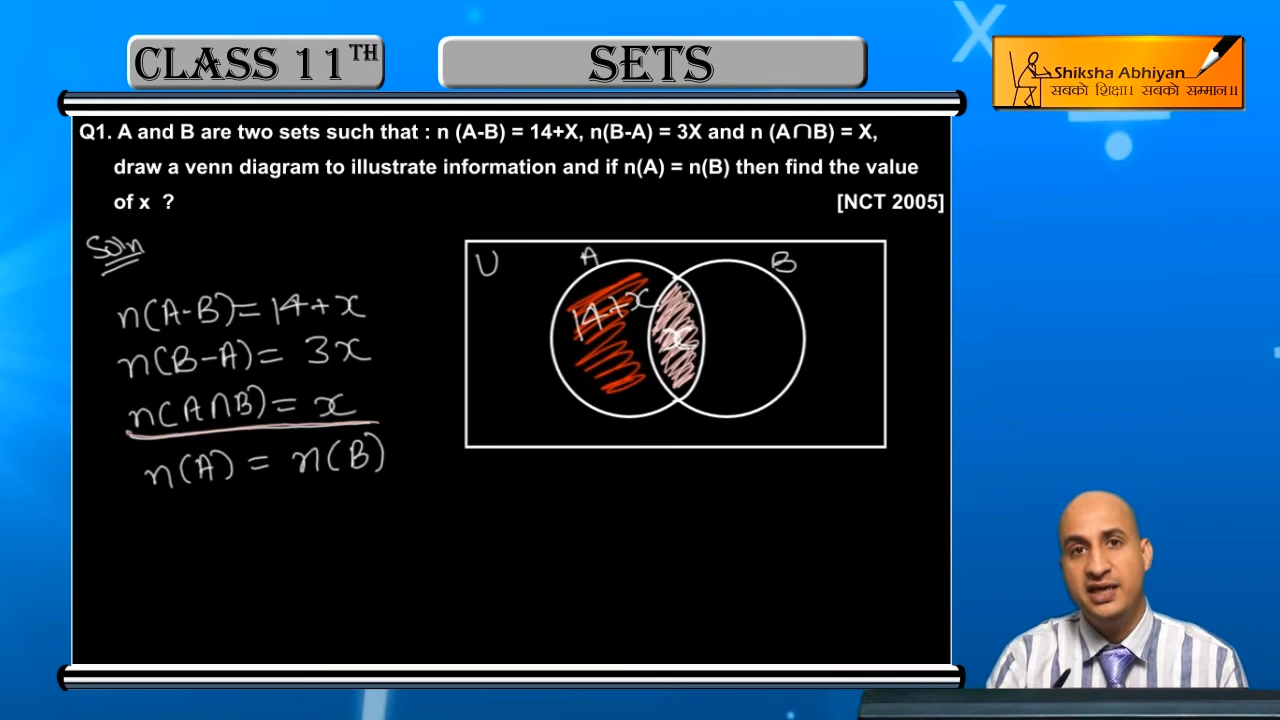 CLASS 11TH
SETS
Shiksha Abhiyan
सबको शिक्षा। सबको सम्मान॥
Q1. A and B are two sets such that : n (A-B) = 14+X, n(B-A) = 3X and n (A∩B) = X,
draw a venn diagram to illustrate information and if n(A) = n(B) then find the value
of x ? [NCT 2005]
Soln
n(A-B)=14+x
n(B-A)= 3x
n(A∩B)= x
n(A) = n(B)
U A B
14+x x